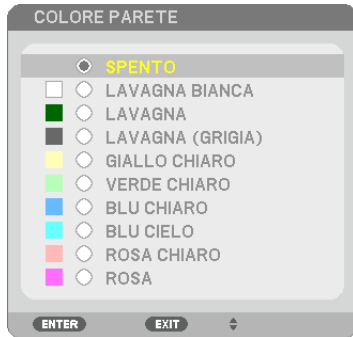 COLORE PARETE
SPENTO
LAVAGNA BIANCA
LAVAGNA
LAVAGNA (GRIGIA)
GIALLO CHIARO
VERDE CHIARO
BLU CHIARO
BLU CIELO
ROSA CHIARO
ROSA
ENTER EXIT